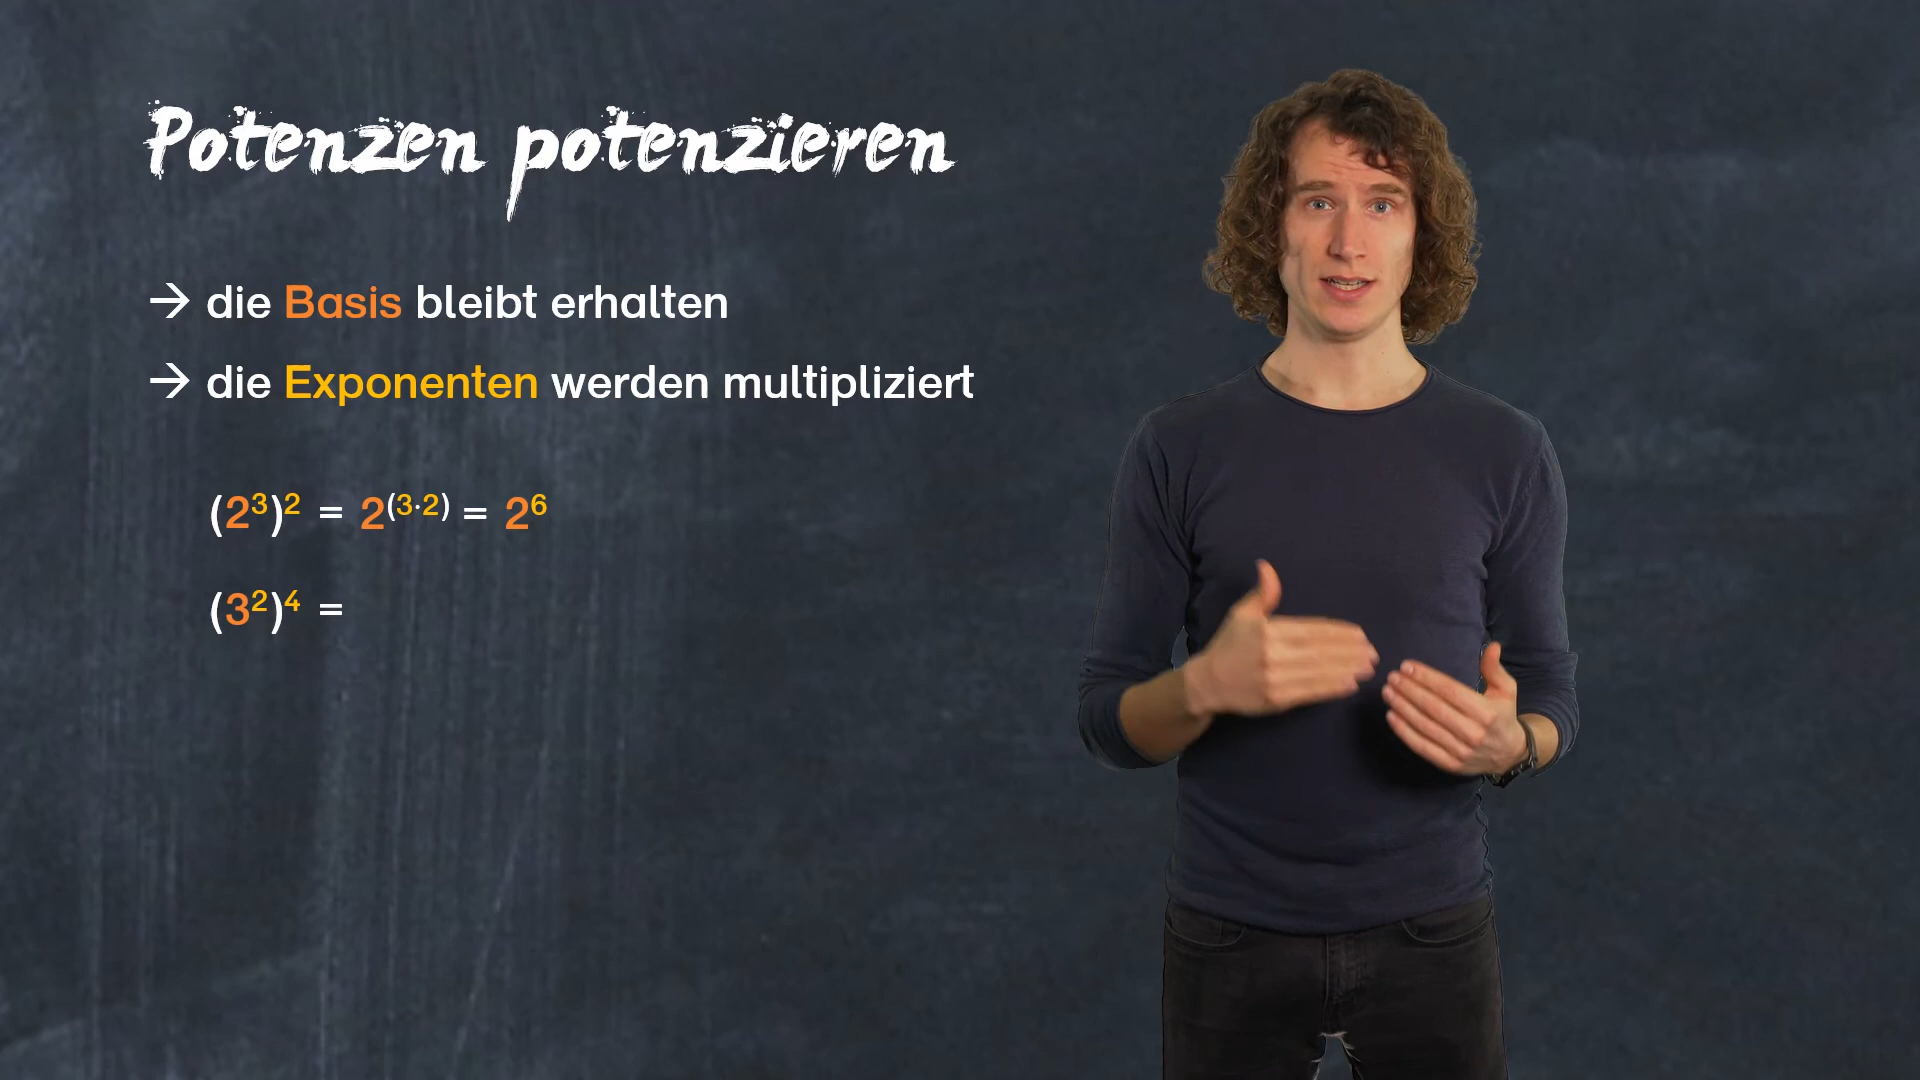 Potenzen potenzieren
→ die Basis bleibt erhalten
→ die Exponenten werden multipliziert
(2³)² = 2⁽³·²⁾ = 2⁶
(3²)⁴ =